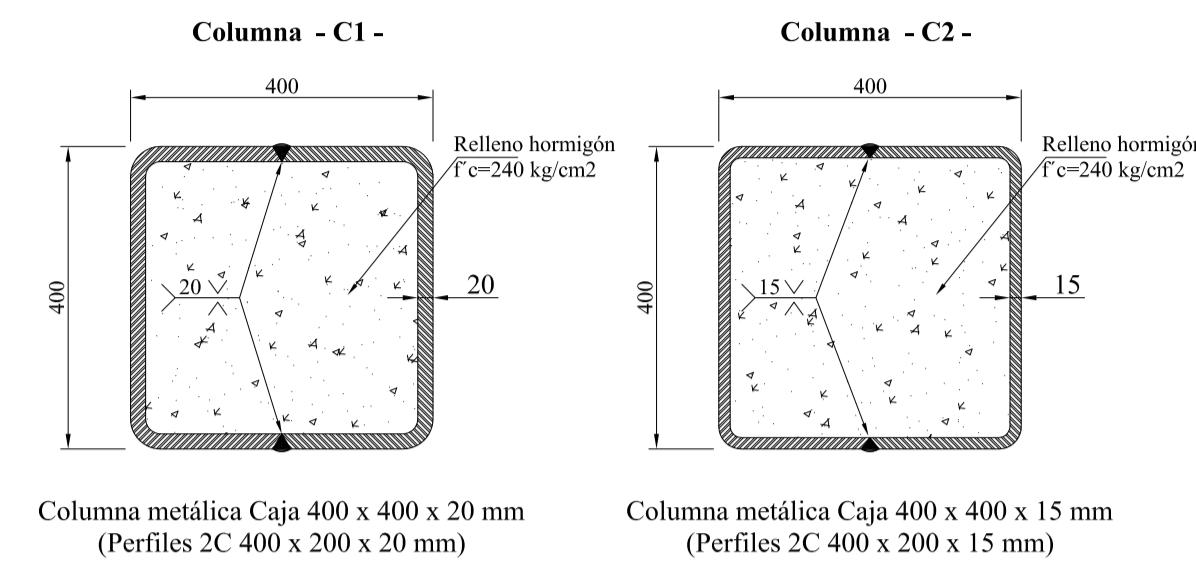 Columna - C1 -
400
400
Relleno hormigón
f´c=240 kg/cm2
20
20
Columna metálica Caja 400 x 400 x 20 mm
(Perfiles 2C 400 x 200 x 20 mm)
Columna - C2 -
400
400
Relleno hormigón
f´c=240 kg/cm2
15
15
Columna metálica Caja 400 x 400 x 15 mm
(Perfiles 2C 400 x 200 x 15 mm)